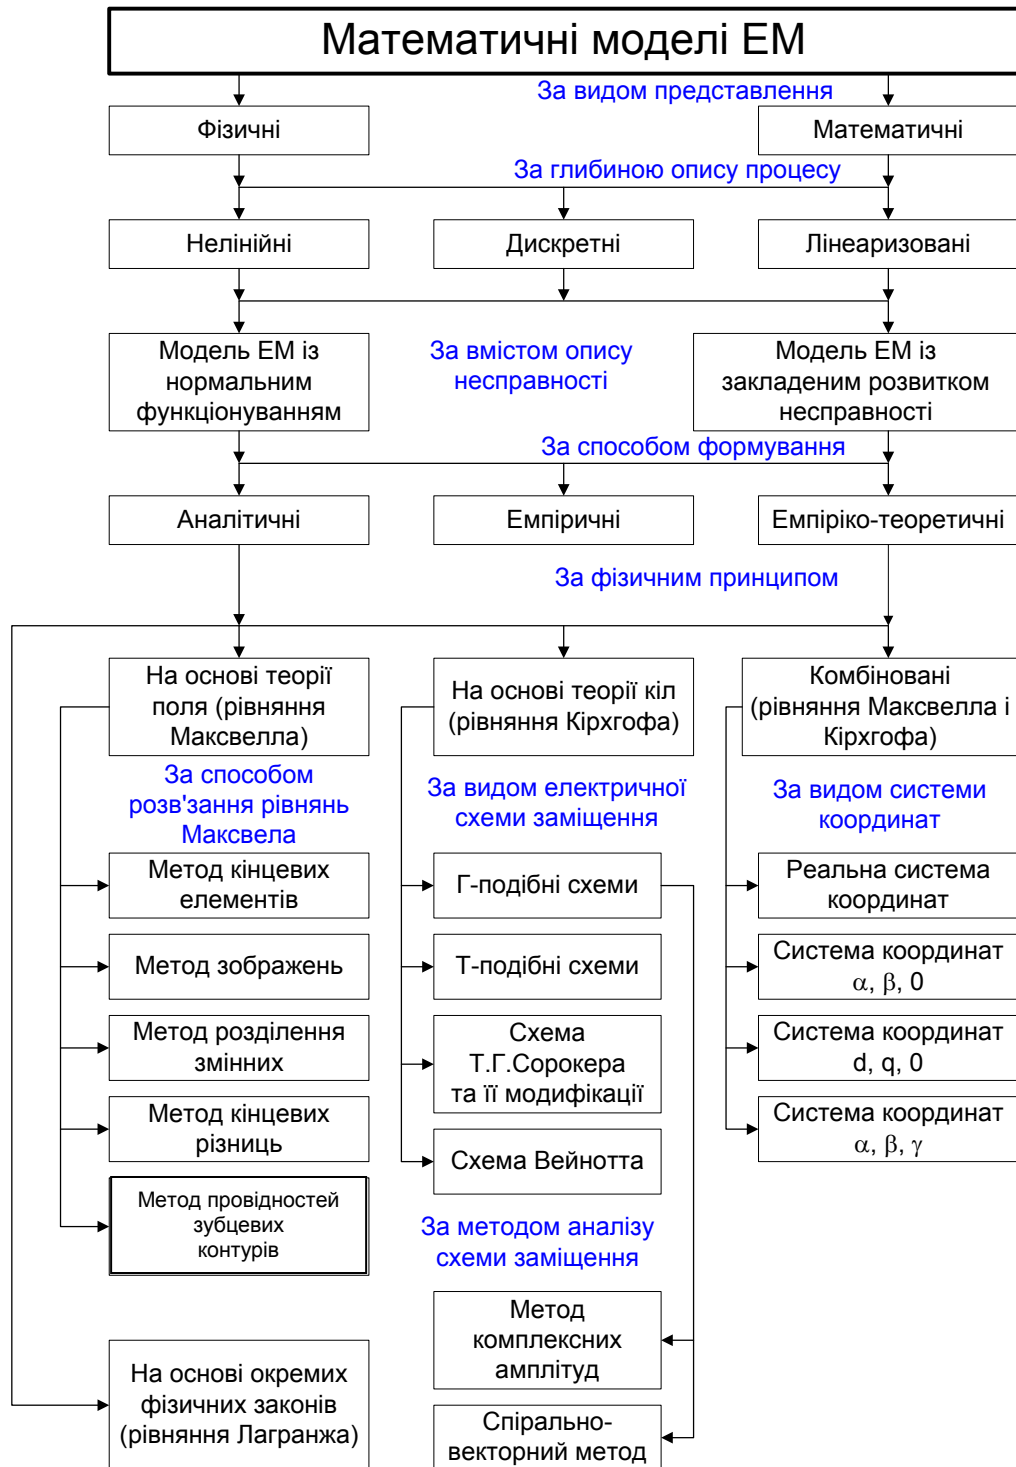 Математичні моделі ЕМ
За видом представлення
Фізичні
Математичні
За глибиною опису процесу
Нелінійні
Дискретні
Лінеаризовані
Модель ЕМ із
нормальним
функціонуванням
За вмістом опису
несправності
Модель ЕМ із
закладеним розвитком
несправності
За способом формування
Аналітичні
Емпіричні
Емпіріко-теоретичні
За фізичним принципом
На основі теорії
поля (рівняння
Максвелла)
На основі теорії кіл
(рівняння Кірхгофа)
Комбіновані
(рівняння Максвелла і
Кірхгофа)
За способом
розв'зання рівнянь
Максвела
За видом електричної
схеми заміщення
За видом системи
координат
Метод кінцевих
елементів
Г-подібні схеми
Реальна система
координат
Метод зображень
Т-подібні схеми
Система координат
α, β, 0
Метод розділення
змінних
Схема
Т.Г.Сорокера
та її модифікації
Система координат
d, q, 0
Метод кінцевих
різниць
Схема Вейнотта
Система координат
α, β, γ
Метод провідностей
зубцевих
контурів
За методом аналізу
схеми заміщення
Метод
комплексних
амплітуд
На основі окремих
фізичних законів
(рівняння Лагранжа)
Спірально-
векторний метод